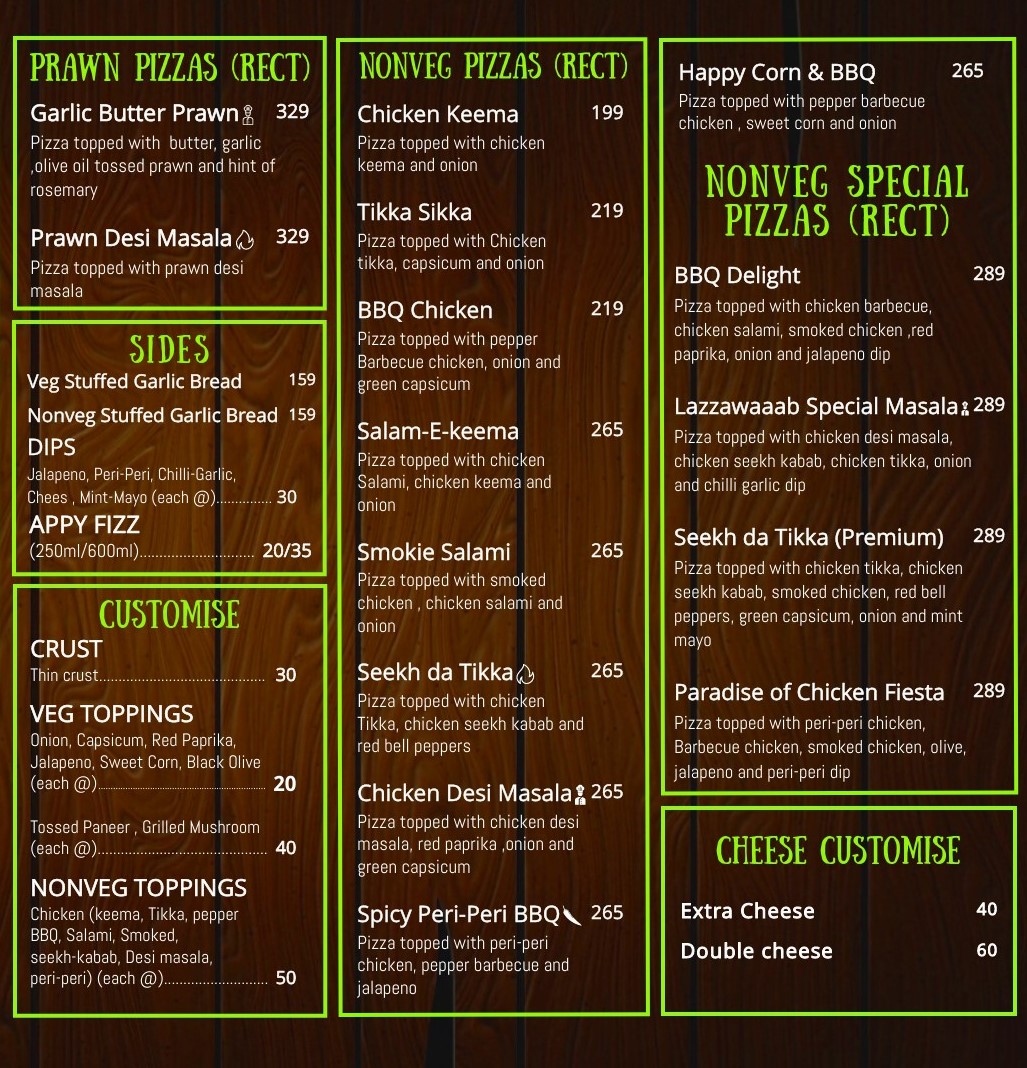 PRAWN PIZZAS (RECT)
Garlic Butter Prawn 329
Pizza topped with butter, garlic
,olive oil tossed prawn and hint of
rosemary
Prawn Desi Masala 329
Pizza topped with prawn desi
masala
SIDES
Veg Stuffed Garlic Bread 159
Nonveg Stuffed Garlic Bread 159
DIPS
Jalapeno, Peri-Peri, Chilli-Garlic,
Chees , Mint-Mayo (each @)............... 30
APPY FIZZ
(250ml/600ml)............................ 20/35
CUSTOMISE
CRUST
Thin crust........................................ 30
VEG TOPPINGS
Onion, Capsicum, Red Paprika,
Jalapeno, Sweet Corn, Black Olive
(each @)............................................ 20
Tossed Paneer , Grilled Mushroom
(each @)......................................... 40
NONVEG TOPPINGS
Chicken (keema, Tikka, pepper
BBQ, Salami, Smoked,
seekh-kabab, Desi masala,
peri-peri) (each @)......................... 50
NONVEG PIZZAS (RECT)
Chicken Keema 199
Pizza topped with chicken
keema and onion
Tikka Sikka 219
Pizza topped with Chicken
tikka, capsicum and onion
BBQ Chicken 219
Pizza topped with pepper
Barbecue chicken, onion and
green capsicum
Salam-E-keema 265
Pizza topped with chicken
Salami, chicken keema and
onion
Smokie Salami 265
Pizza topped with smoked
chicken , chicken salami and
onion
Seekh da Tikka 265
Pizza topped with chicken
Tikka, chicken seekh kabab and
red bell peppers
Chicken Desi Masala 265
Pizza topped with chicken desi
masala, red paprika ,onion and
green capsicum
Spicy Peri-Peri BBQ 265
Pizza topped with peri-peri
chicken, pepper barbecue and
jalapeno
Happy Corn & BBQ 265
Pizza topped with pepper barbecue
chicken , sweet corn and onion
NONVEG SPECIAL
PIZZAS (RECT)
BBQ Delight 289
Pizza topped with chicken barbecue,
chicken salami, smoked chicken ,red
paprika, onion and jalapeno dip
Lazzawaaab Special Masala 289
Pizza topped with chicken desi masala,
chicken seekh kabab, chicken tikka, onion
and chilli garlic dip
Seekh da Tikka (Premium) 289
Pizza topped with chicken tikka, chicken
seekh kabab, smoked chicken, red bell
peppers, green capsicum, onion and mint
mayo
Paradise of Chicken Fiesta 289
Pizza topped with peri-peri chicken,
Barbecue chicken, smoked chicken, olive,
jalapeno and peri-peri dip
CHEESE CUSTOMISE
Extra Cheese 40
Double cheese 60